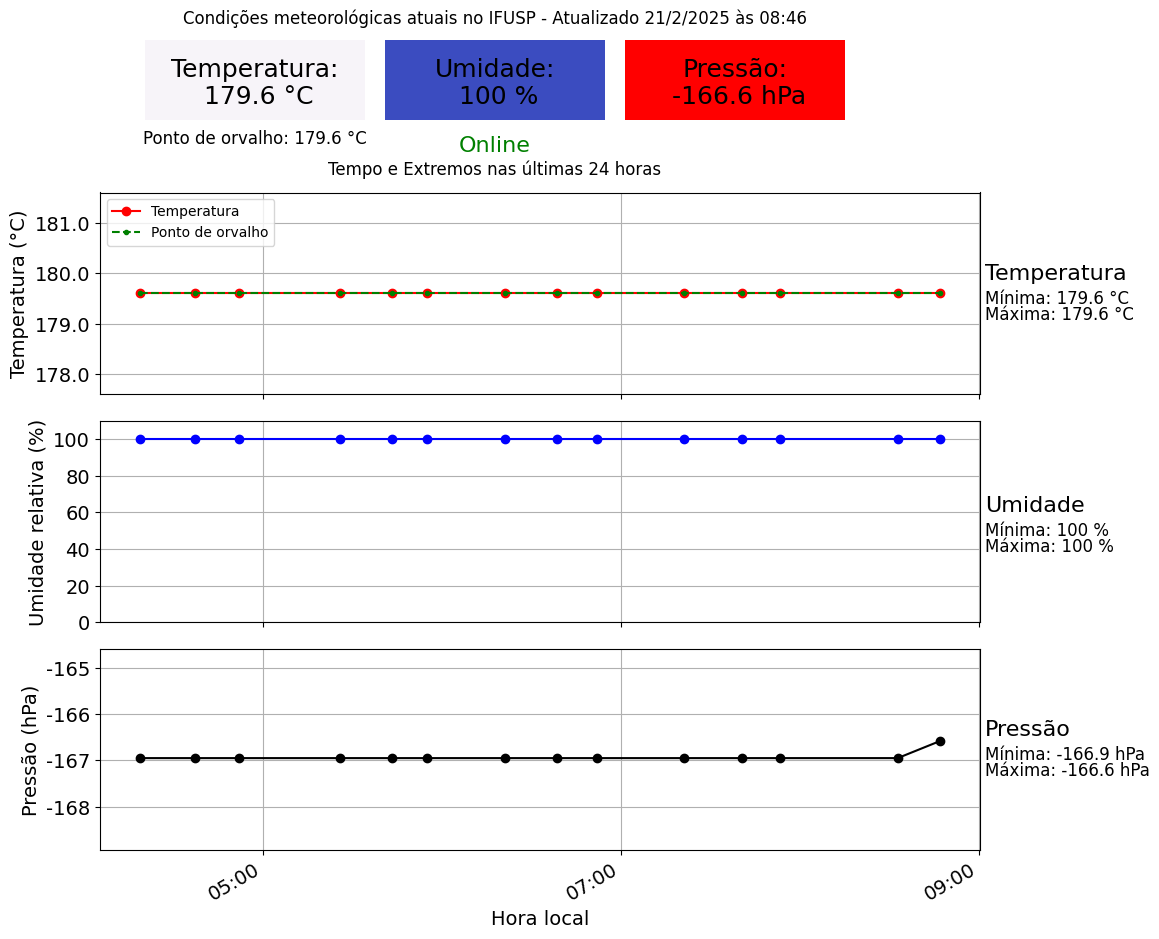 Condições meteorológicas atuais no IFUSP - Atualizado 21/2/2025 às 08:46
Temperatura:
179.6 °C
Umidade:
100 %
Pressão:
-166.6 hPa
Ponto de orvalho: 179.6 °C
Online
Tempo e Extremos nas últimas 24 horas
Temperatura (°C)
181.0
180.0
179.0
178.0
Temperatura
Ponto de orvalho
Temperatura
Mínima: 179.6 °C
Máxima: 179.6 °C
Umidade relativa (%)
100
80
60
40
20
0
Umidade
Mínima: 100 %
Máxima: 100 %
Pressão (hPa)
-165
-166
-167
-168
Pressão
Mínima: -166.9 hPa
Máxima: -166.6 hPa
05:00
07:00
09:00
Hora local